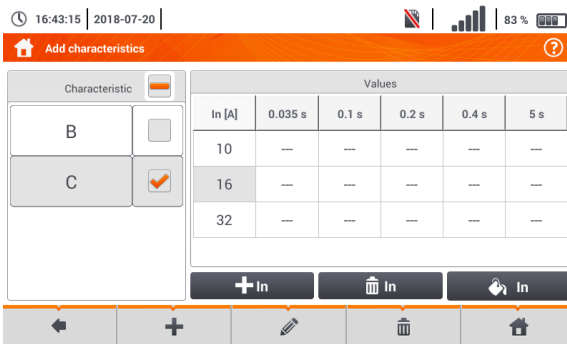 16:43:15 2018-07-20 83 %
Add characteristics ?
Characteristic
B
C
Values
In [A] 0.035 s 0.1 s 0.2 s 0.4 s 5 s
10 --- --- --- --- ---
16 --- --- --- --- ---
32 --- --- --- --- ---
In In In